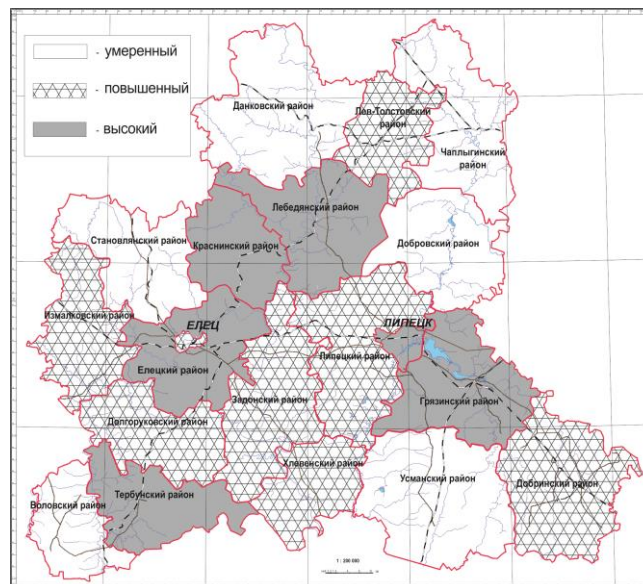 - умеренный
- повышенный
- высокий
Данковский район
Лев-Толстовский
район
Чаплыгинский
район
Лебедянский район
Становлянский район
Краснинский район
Добровский район
Измалковский район
ЕЛЕЦ
ЛИПЕЦК
Елецкий район
Липецкий район
Задонский район
Грязинский район
Долгоруковский район
Хлевенский район
Усманский район
Добринский район
Воловский район
Тербунский район